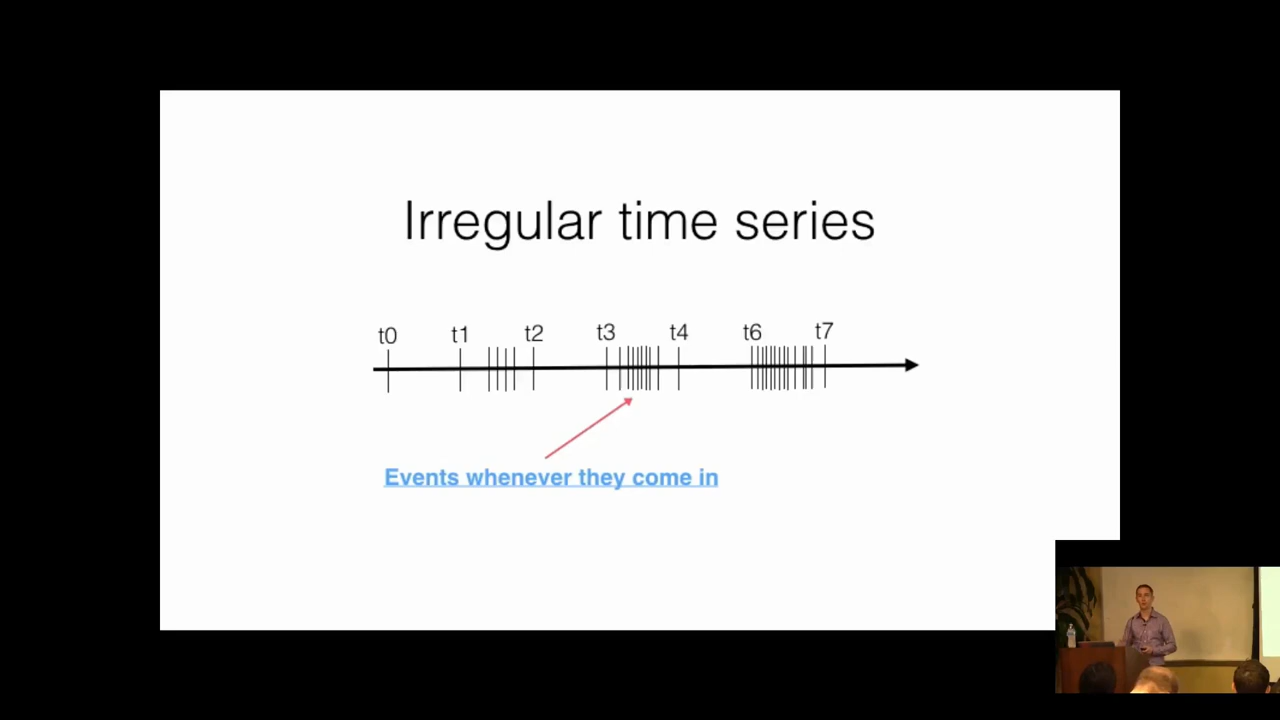 Irregular time series
t0 t1 t2 t3 t4 t6 t7
Events whenever they come in